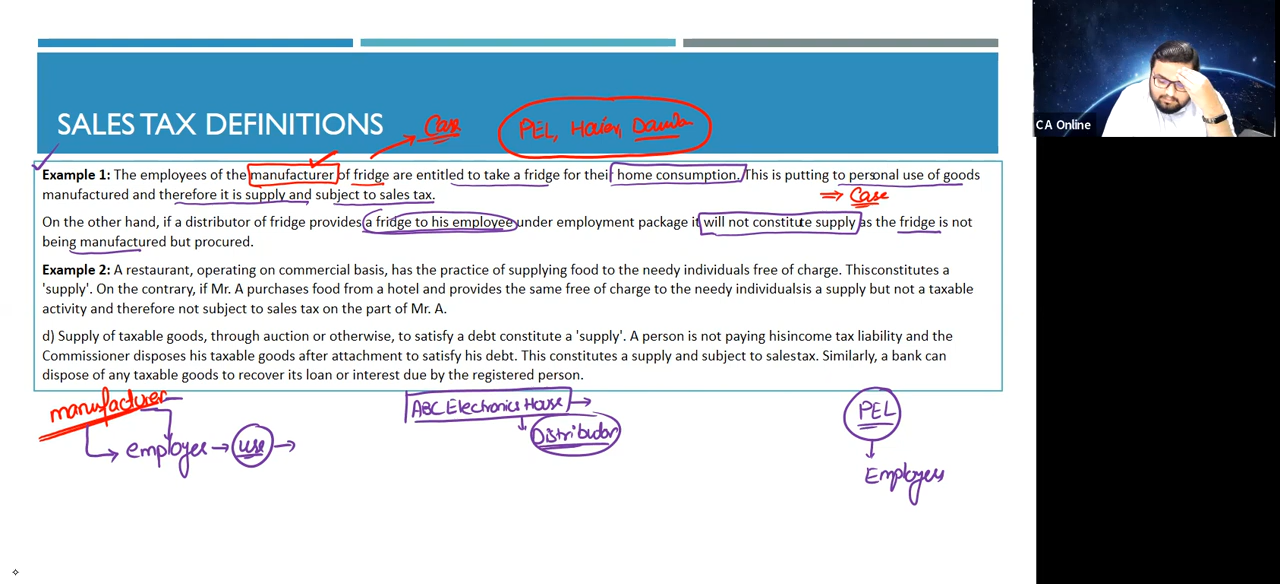 SALES TAX DEFINITIONS
Case
PEL, Haier, Dawlan
Example 1: The employees of the manufacturer of fridge are entitled to take a fridge for their home consumption. This is putting to personal use of goods
manufactured and therefore it is supply and subject to sales tax.
Case
On the other hand, if a distributor of fridge provides a fridge to his employee under employment package it will not constitute supply as the fridge is not
being manufactured but procured.
Example 2: A restaurant, operating on commercial basis, has the practice of supplying food to the needy individuals free of charge. Thisconstitutes a
'supply'. On the contrary, if Mr. A purchases food from a hotel and provides the same free of charge to the needy individualsis a supply but not a taxable
activity and therefore not subject to sales tax on the part of Mr. A.
d) Supply of taxable goods, through auction or otherwise, to satisfy a debt constitute a 'supply'. A person is not paying hisincome tax liability and the
Commissioner disposes his taxable goods after attachment to satisfy his debt. This constitutes a supply and subject to salestax. Similarly, a bank can
dispose of any taxable goods to recover its loan or interest due by the registered person.
manufacturer
employee → use →
ABC Electronics House →
Distributor
PEL
Employees
C A Online